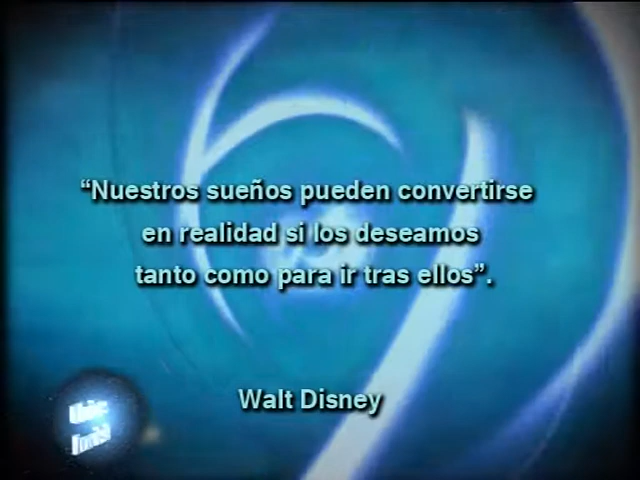 “Nuestros sueños pueden convertirse
en realidad si los deseamos
tanto como para ir tras ellos”.
Walt Disney